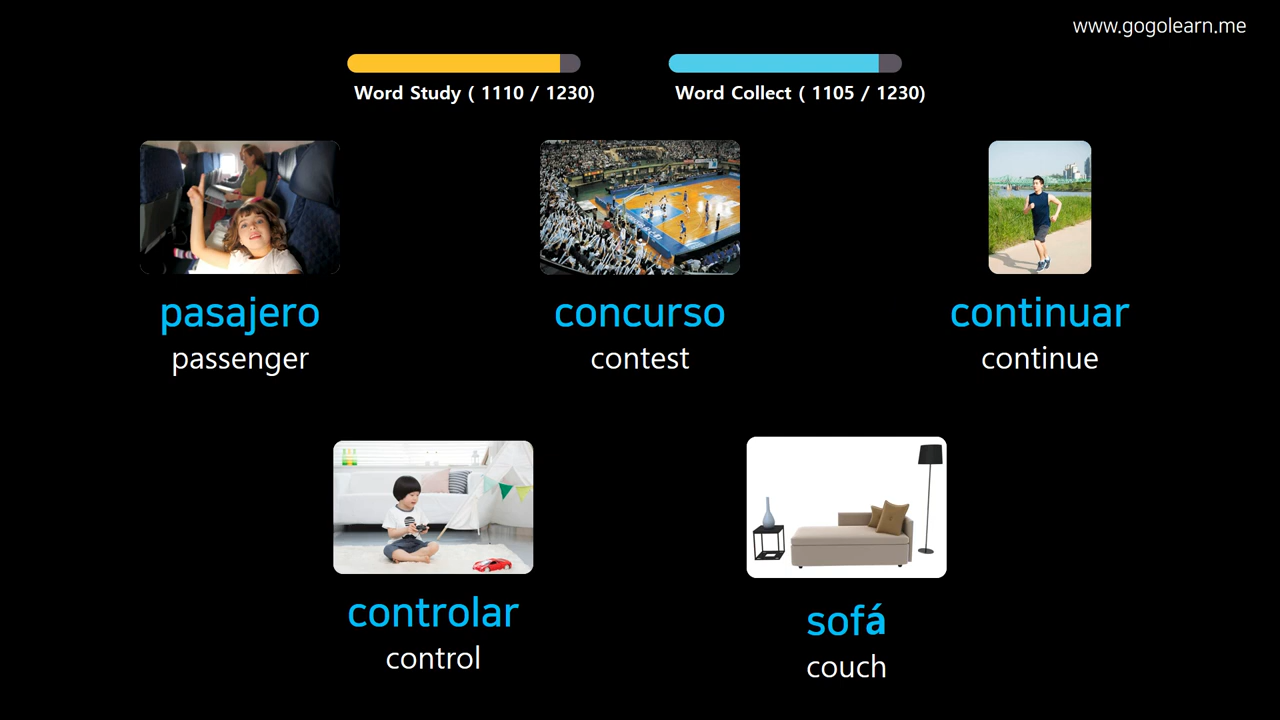 www.gogolearn.me
Word Study ( 1110 / 1230)
Word Collect ( 1105 / 1230)
pasajero
passenger
concurso
contest
continuar
continue
controlar
control
sofá
couch